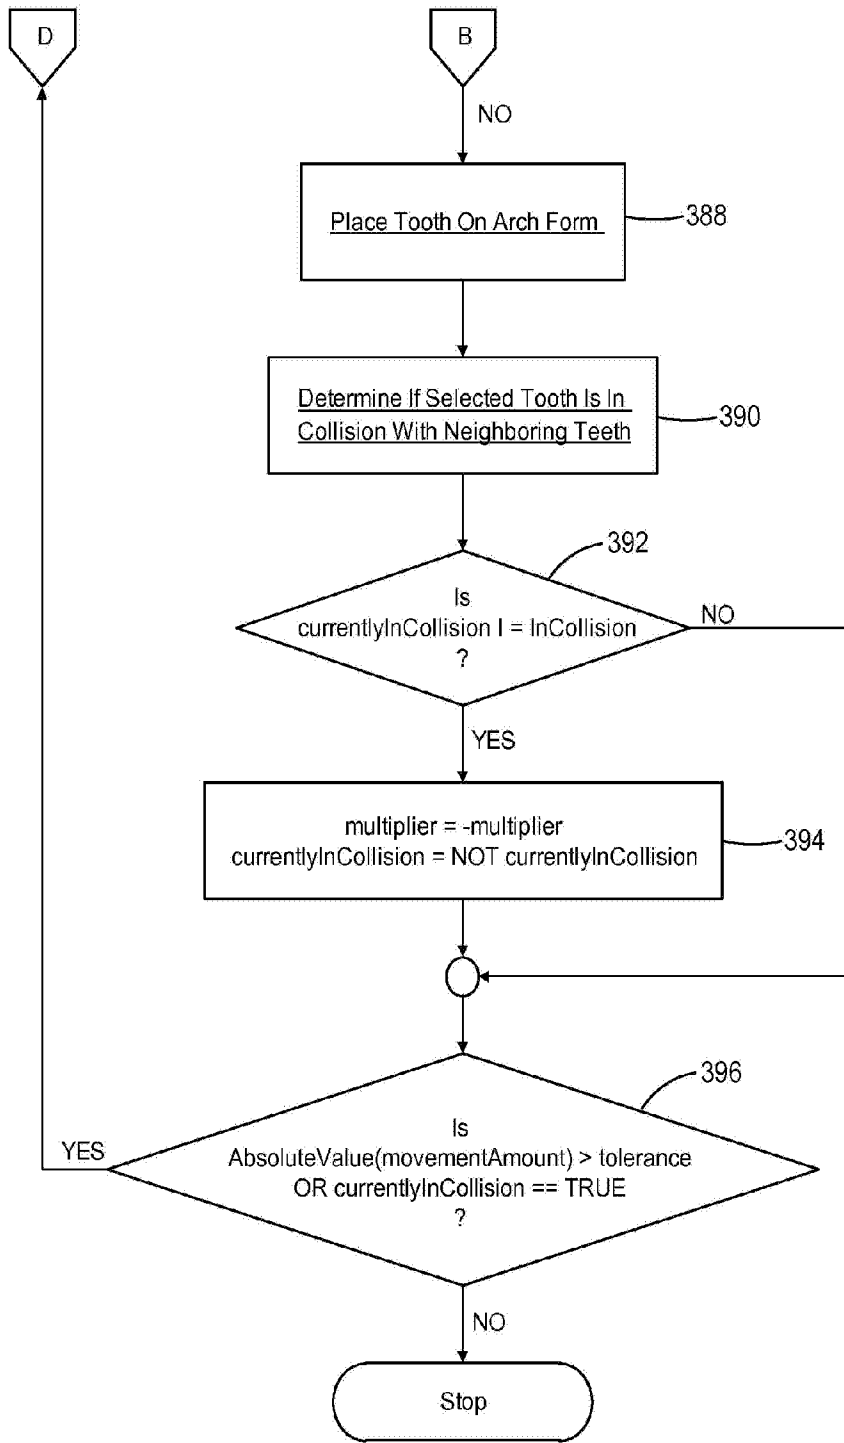 D
B
NO
Place Tooth On Arch Form
388
Determine If Selected Tooth Is In
Collision With Neighboring Teeth
390
392
Is
currentlyInCollision I = InCollision
?
NO
YES
multiplier = -multiplier
currentlyInCollision = NOT currentlyInCollision
394
396
Is
AbsoluteValue(movementAmount) > tolerance
OR currentlyInCollision == TRUE
?
YES
NO
Stop